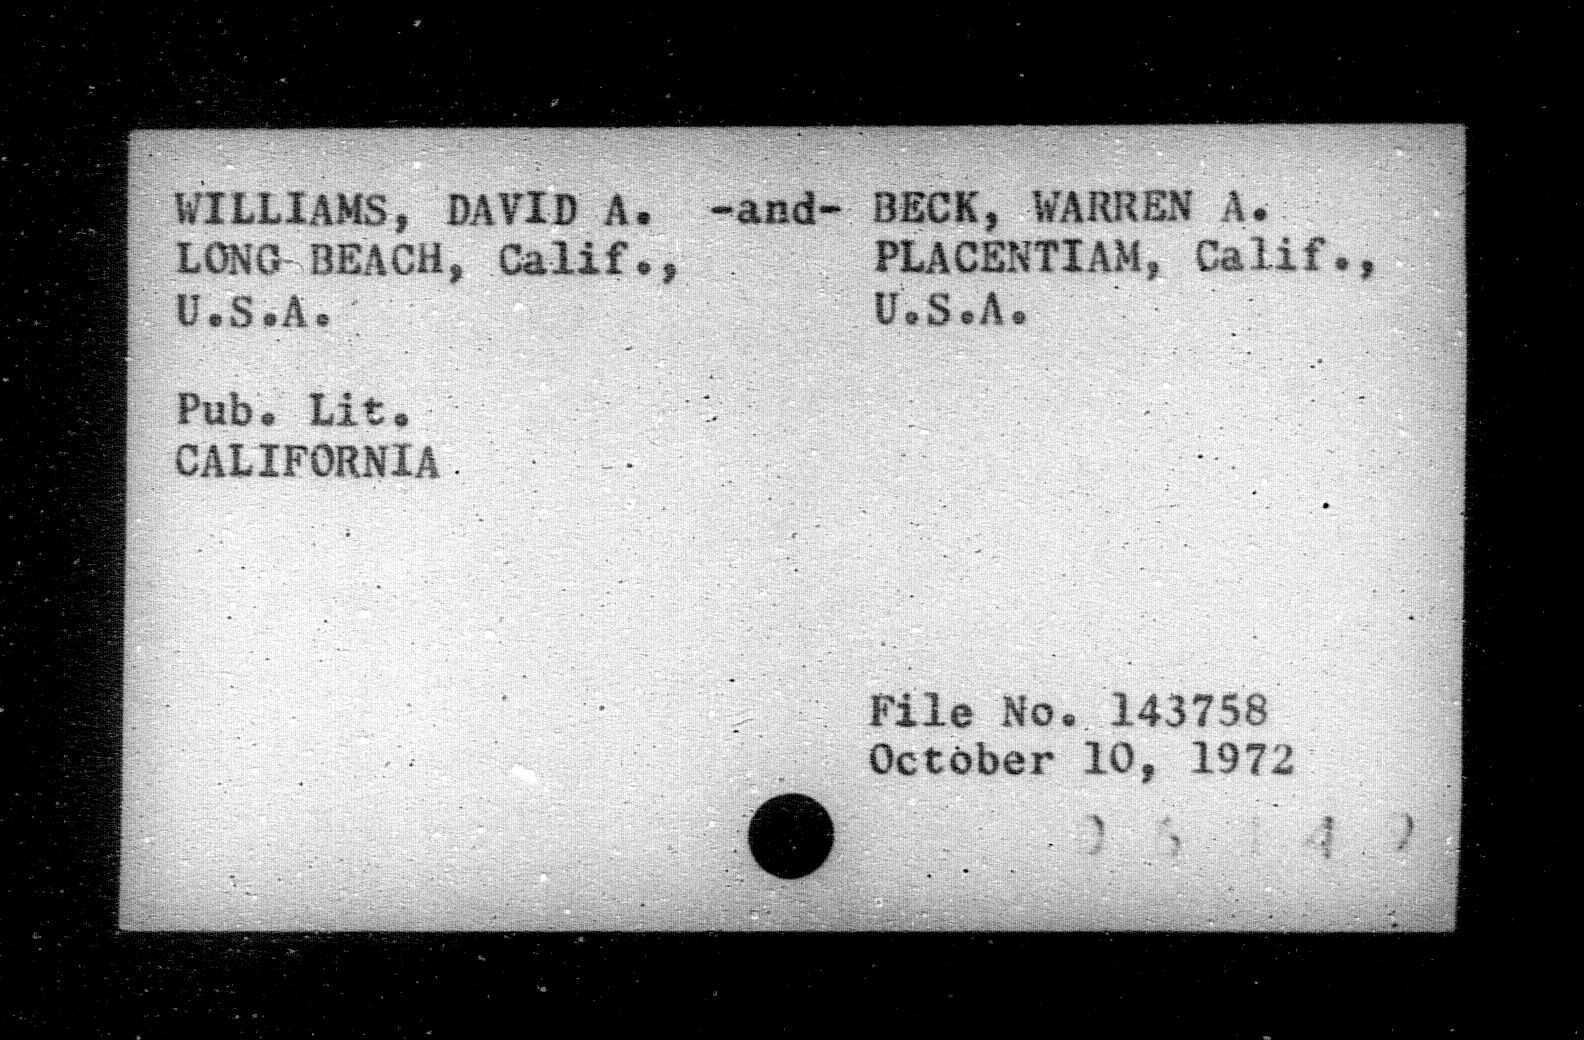 WILLIAMS, DAVID A. -and- BECK, WARREN A.
LONG BEACH, Calif., PLACENTIAM, Calif.,
U.S.A. U.S.A.
Pub. Lit.
CALIFORNIA
File No. 143758
October 10, 1972